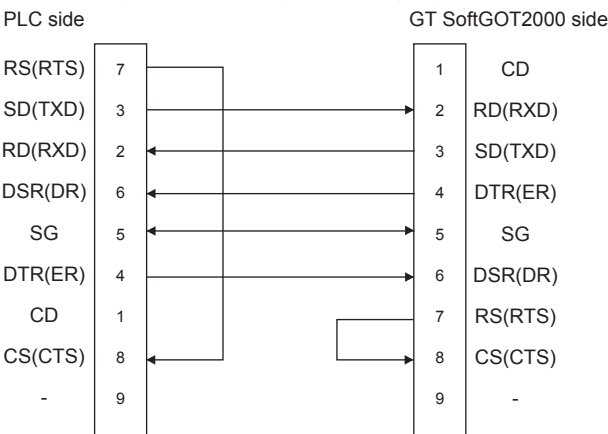 PLC side GT SoftGOT2000 side
RS(RTS) 7 1 CD
SD(TXD) 3 2 RD(RXD)
RD(RXD) 2 3 SD(TXD)
DSR(DR) 6 4 DTR(ER)
SG 5 5 SG
DTR(ER) 4 6 DSR(DR)
CD 1 7 RS(RTS)
CS(CTS) 8 8 CS(CTS)
- 9 9 -